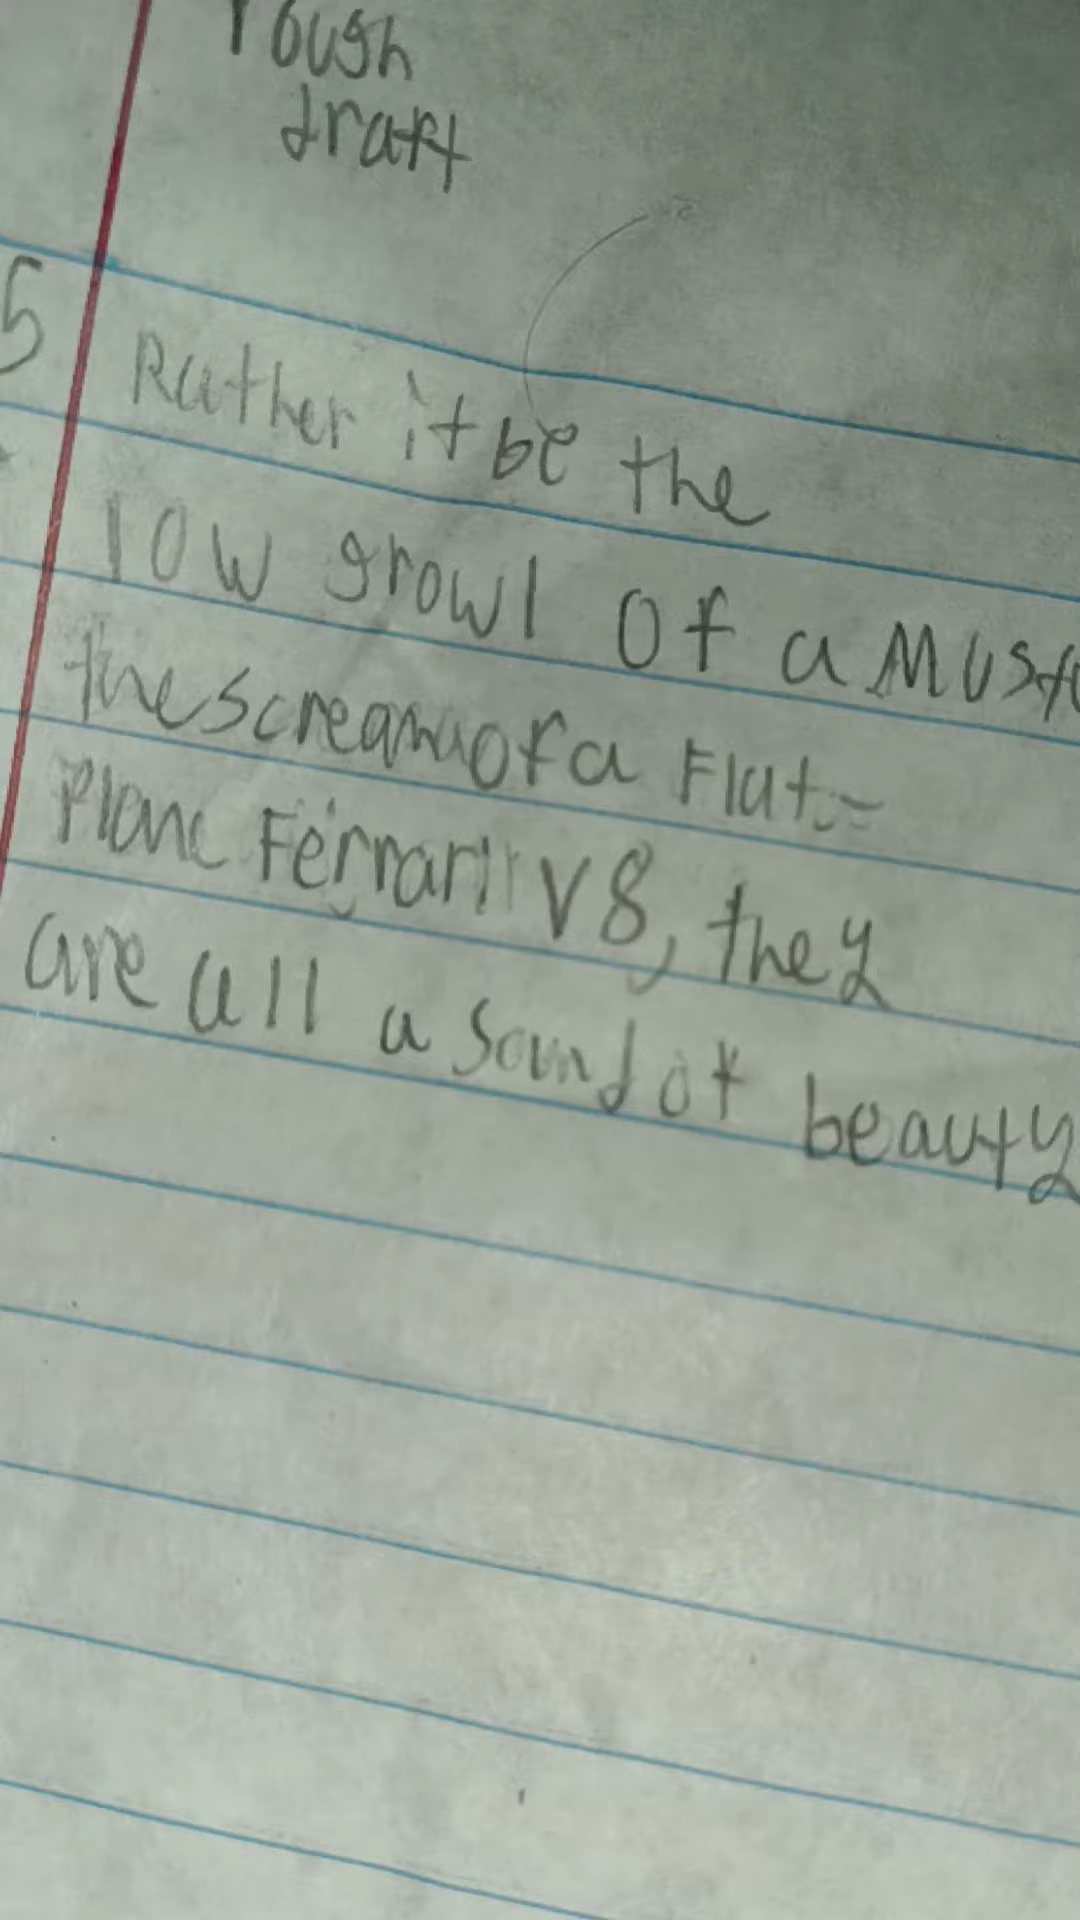 rough
draft
5
Rather it be the
low growl of a
the scream of a Flat-
Plane Ferrari V8, they
are all a sound of beauty